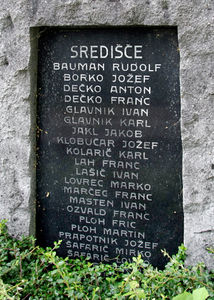 SREDIŠČE
BAUMAN RUDOLF
BORKO JOŽEF
DEČKO ANTON
DEČKO FRANC
GLAVNIK IVAN
GLAVNIK KARL
JAKL JAKOB
KLOBUČAR JOŽEF
KOLARIČ KARL
LAH FRANC
LAŠIČ IVAN
LOVREC MARKO
MARČEC FRANC
MASTEN IVAN
OZVALD FRANC
PLOH FRIC
PLOH MARTIN
PRAPOTNIK JOŽEF
ŠAFARIČ MIRKO
ŠAFARIČ